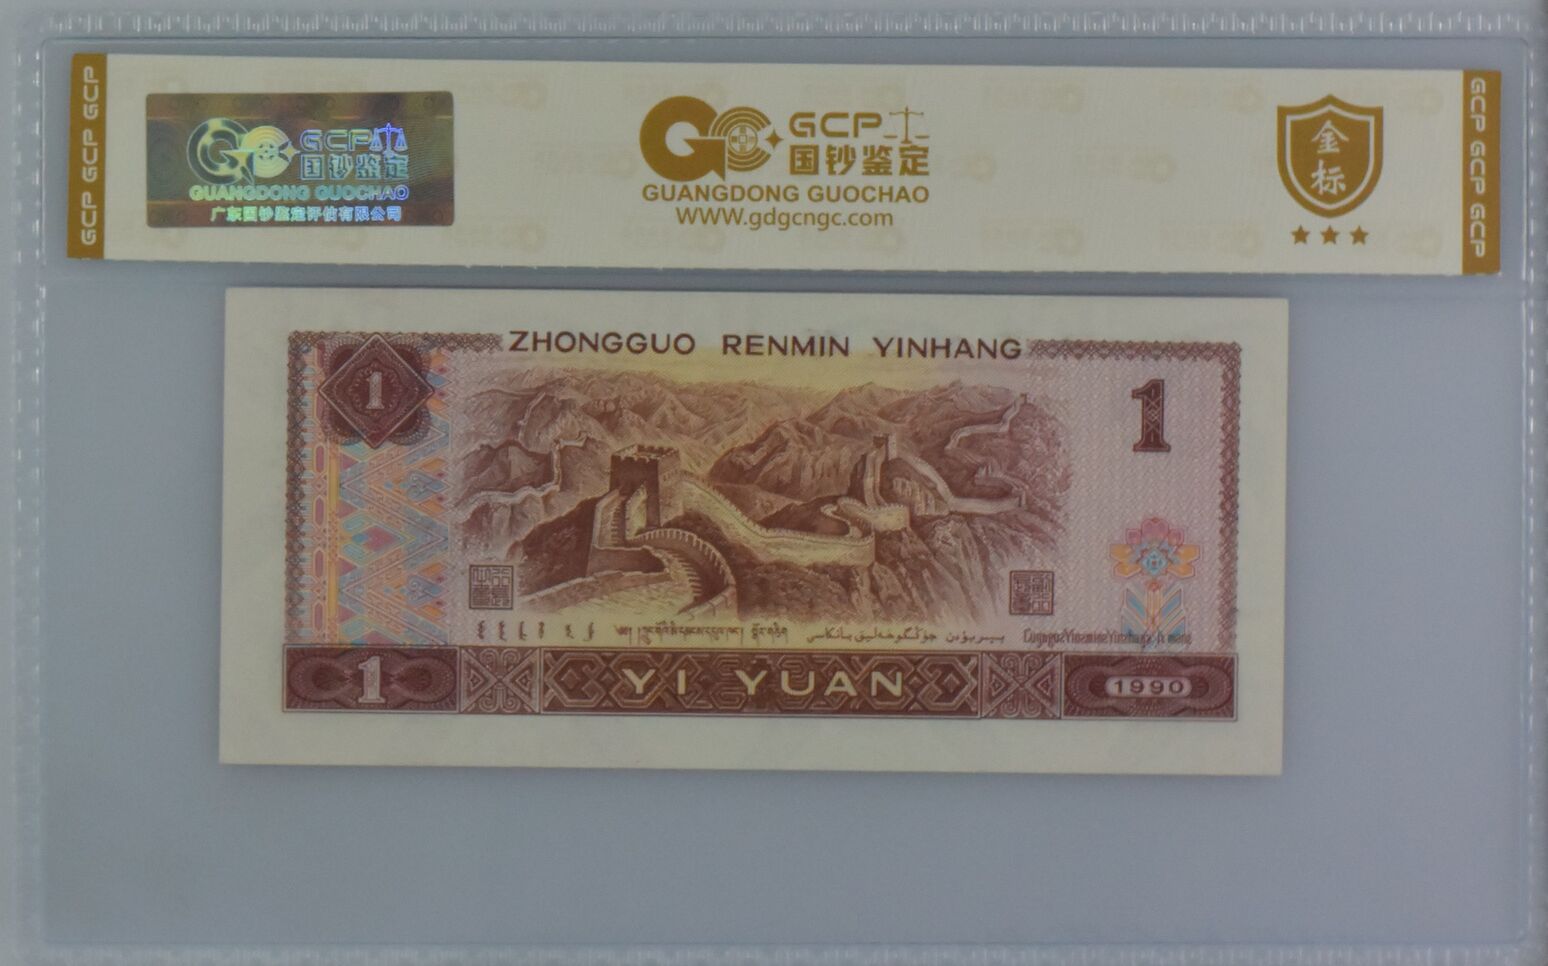 GCP GCP GCP
GCP
国钞鉴定
GUANGDONG GUOCHAO
广东国钞鉴定评估有限公司
GCP
国钞鉴定
GUANGDONG GUOCHAO
WWW.gdgcngc.com
金标
GCP GCP GCP
ZHONGGUO RENMIN YINHANG
1
1
1
YI YUAN
1990